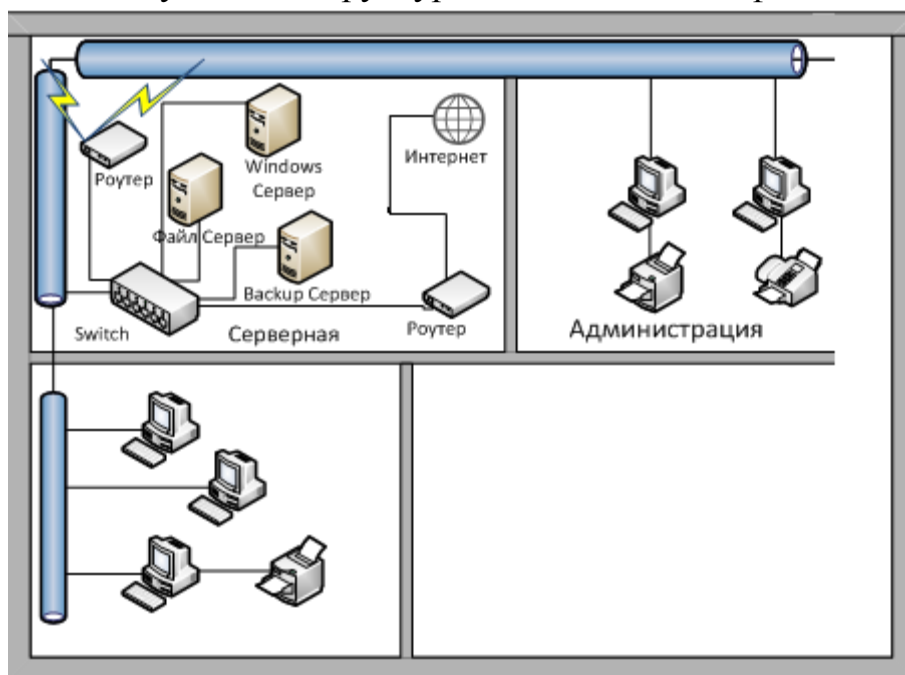 Роутер
Windows
Сервер
Интернет
Файл Сервер
Backup Сервер
Switch
Серверная
Роутер
Администрация